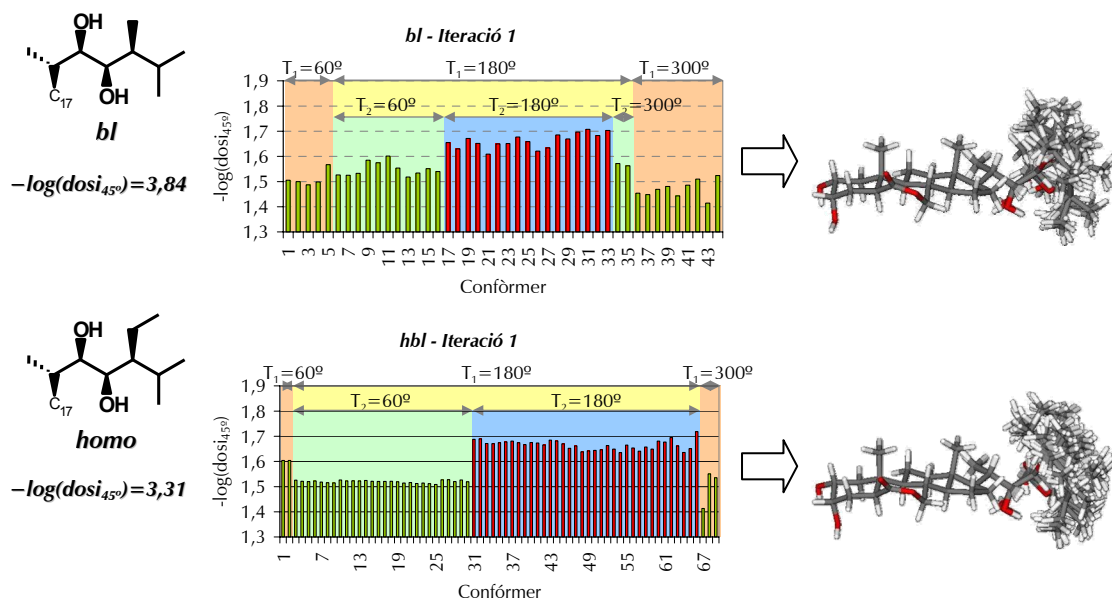 OH
OH
C17
bl
−log(dosi45º)=3,84
bl - Iteració 1
T1=60º
T1=180º
T1=300º
T2=60º
T2=180º
T2=300º
-log(dosi45º)
1,9
1,8
1,7
1,6
1,5
1,4
1,3
1 3 5 7 9 11 13 15 17 19 21 23 25 27 29 31 33 35 37 39 41 43
Confòrmer
OH
OH
C17
homo
−log(dosi45º)=3,31
hbl - Iteració 1
T1=60º
T1=180º
T1=300º
T2=60º
T2=180º
-log(dosi45º)
1,9
1,8
1,7
1,6
1,5
1,4
1,3
1 7 13 19 25 31 37 43 49 55 61 67
Confórmer